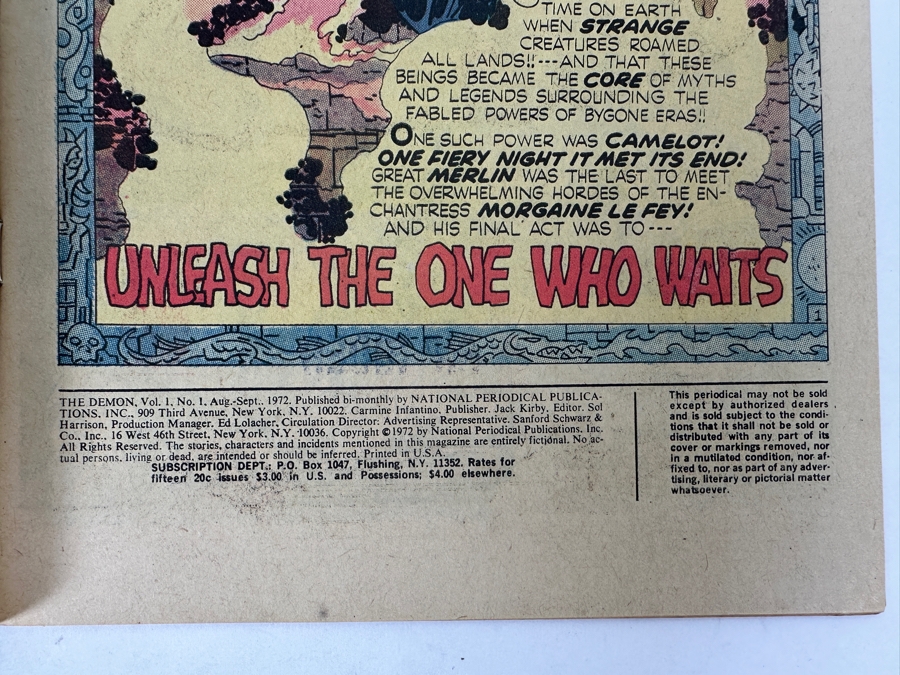 TIME ON EARTH
WHEN STRANGE
CREATURES ROAMED
ALL LANDS!!---AND THAT THESE
BEINGS BECAME THE CORE OF MYTHS
AND LEGENDS SURROUNDING THE
FABLED POWERS OF BYGONE ERAS!!
ONE SUCH POWER WAS CAMELOT!
ONE FIERY NIGHT IT MET ITS END!
GREAT MERLIN WAS THE LAST TO MEET
THE OVERWHELMING HORDES OF THE EN-
CHANTRESS MORGAINE LE FEY!
AND HIS FINAL ACT WAS TO---
UNLEASH THE ONE WHO WAITS
1
THE DEMON, Vol. 1, No. 1, Aug.-Sept., 1972. Published bi-monthly by NATIONAL PERIODICAL PUBLICA-
TIONS, INC., 909 Third Avenue, New York, N.Y. 10022. Carmine Infantino, Publisher. Jack Kirby, Editor. Sol
Harrison, Production Manager. Ed Lolacher, Circulation Director: Advertising Representative, Sanford Schwarz &
Co., Inc., 16 West 46th Street, New York, N.Y. 10036. Copyright © 1972 by National Periodical Publications, Inc.
All Rights Reserved. The stories, characters and incidents mentioned in this magazine are entirely fictional. No ac-
tual persons, living or dead, are intended or should be inferred. Printed in U.S.A.
SUBSCRIPTION DEPT.: P.O. Box 1047, Flushing, N.Y. 11352. Rates for
fifteen 20c issues $3.00 in U.S. and Possessions; $4.00 elsewhere.
This periodical may not be sold
except by authorized dealers
and is sold subject to the condi-
tions that it shall not be sold or
distributed with any part of its
cover or markings removed, nor
in a mutilated condition, nor af-
fixed to, nor as part of any adver-
tising, literary or pictorial matter
whatsoever.